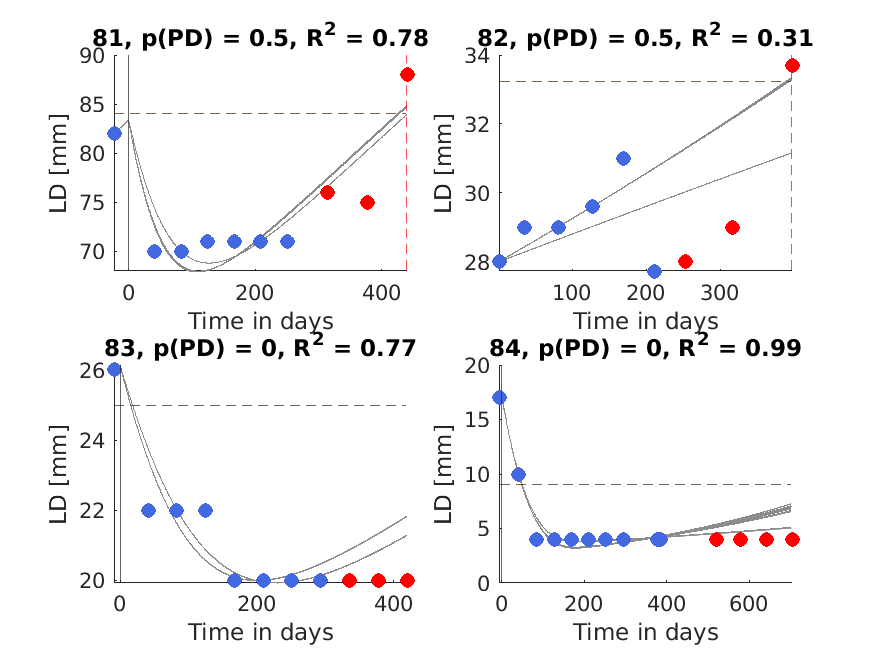 81, p(PD) = 0.5, R² = 0.78
90
85
80
75
70
LD [mm]
0
200
400
Time in days
82, p(PD) = 0.5, R² = 0.31
34
32
30
28
LD [mm]
100
200
300
Time in days
83, p(PD) = 0, R² = 0.77
26
24
22
20
LD [mm]
0
200
400
Time in days
84, p(PD) = 0, R² = 0.99
20
15
10
5
0
LD [mm]
0
200
400
600
Time in days